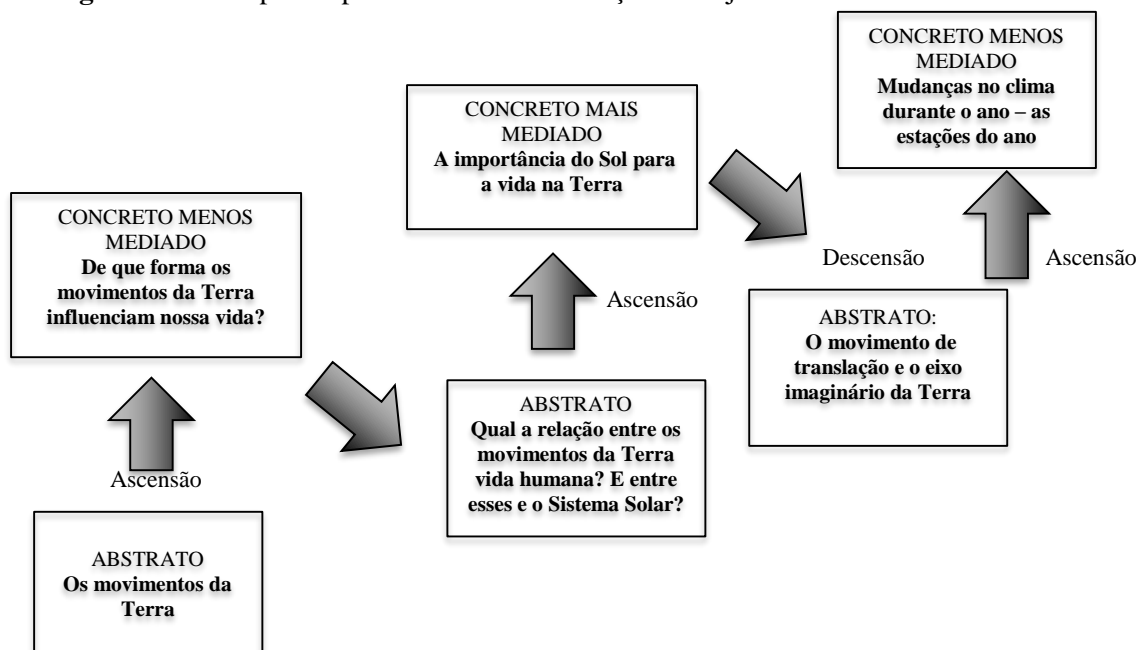 CONCRETO MENOS
MEDIADO
Mudanças no clima
durante o ano – as
estações do ano
CONCRETO MAIS
MEDIADO
A importância do Sol para
a vida na Terra
CONCRETO MENOS
MEDIADO
De que forma os
movimentos da Terra
influenciam nossa vida?
Descensão
Ascensão
Ascensão
ABSTRATO:
O movimento de
translação e o eixo
imaginário da Terra
ABSTRATO
Qual a relação entre os
movimentos da Terra
vida humana? E entre
esses e o Sistema Solar?
Ascensão
ABSTRATO
Os movimentos da
Terra